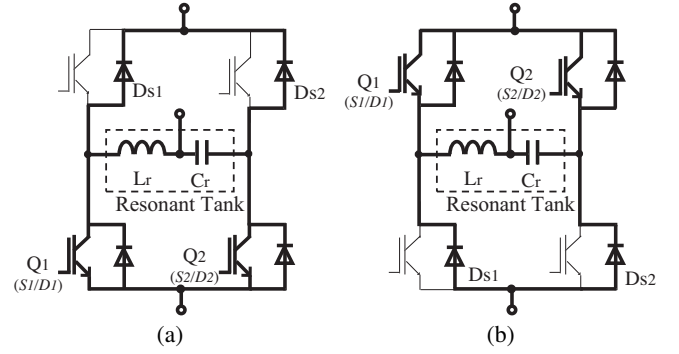 Ds1
Ds2
Lr
Cr
Resonant Tank
Q1
(S1/D1)
Q2
(S2/D2)
(a)
Q1
(S1/D1)
Q2
(S2/D2)
Lr
Cr
Resonant Tank
Ds1
Ds2
(b)